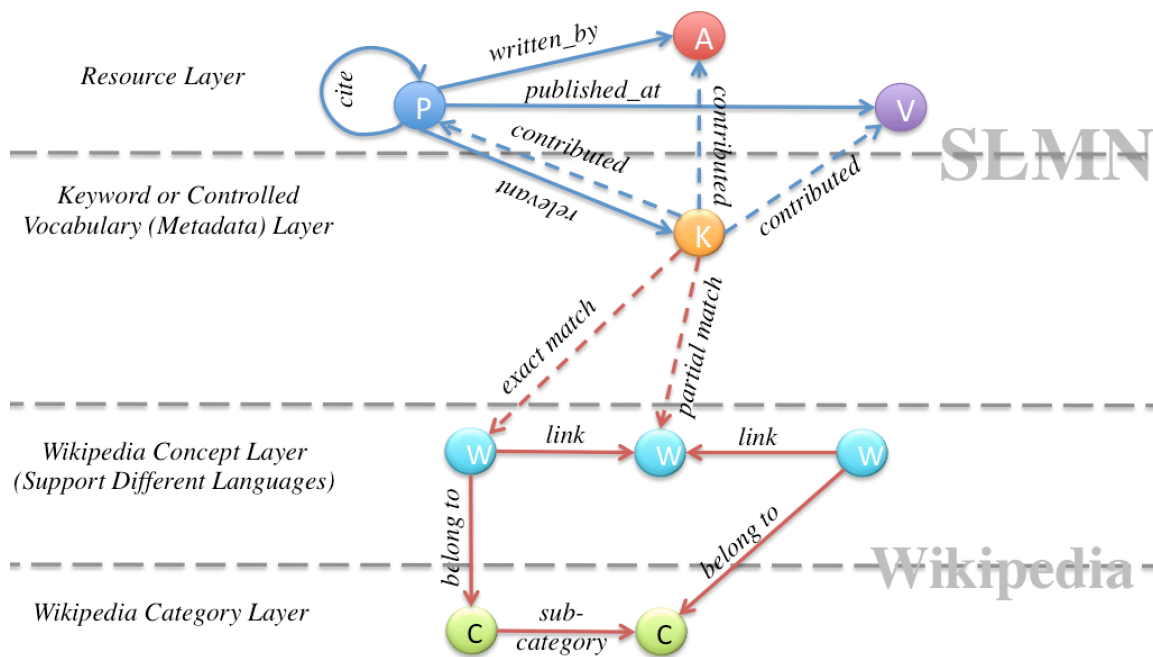 A
written_by
Resource Layer
cite
P
published_at
V
contributed
contributed
SLMN
Keyword or Controlled
Vocabulary (Metadata) Layer
relevant
contributed
K
exact match
partial match
Wikipedia Concept Layer
(Support Different Languages)
W
link
W
link
W
belong to
belong to
Wikipedia
Wikipedia Category Layer
C
sub-
category
C